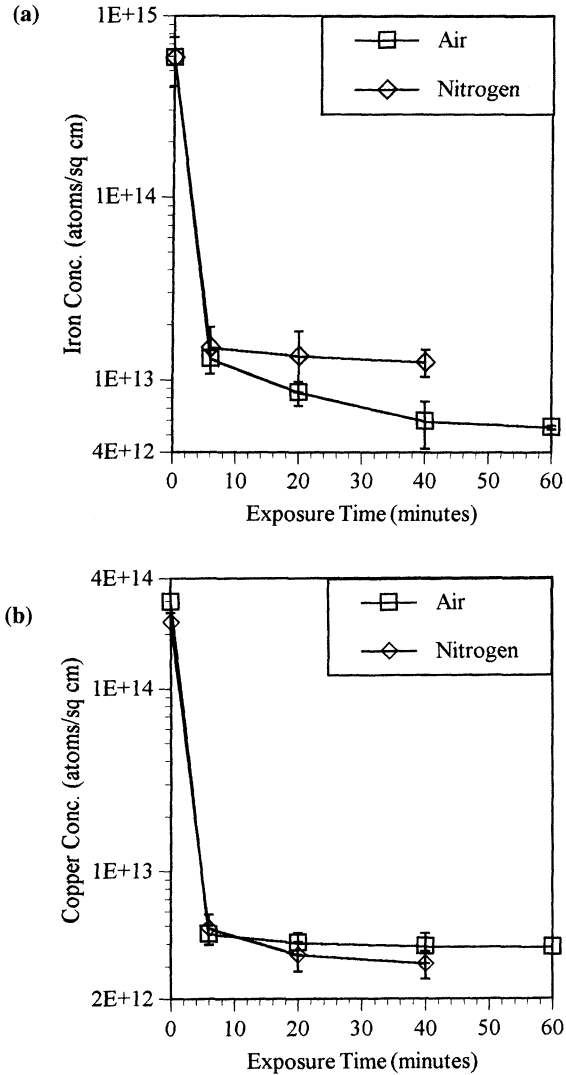 (a)
1E+15
Air
Nitrogen
1E+14
Iron Conc. (atoms/sq cm)
1E+13
4E+12
0 10 20 30 40 50 60
Exposure Time (minutes)
(b)
4E+14
Air
Nitrogen
1E+14
Copper Conc. (atoms/sq cm)
1E+13
2E+12
0 10 20 30 40 50 60
Exposure Time (minutes)